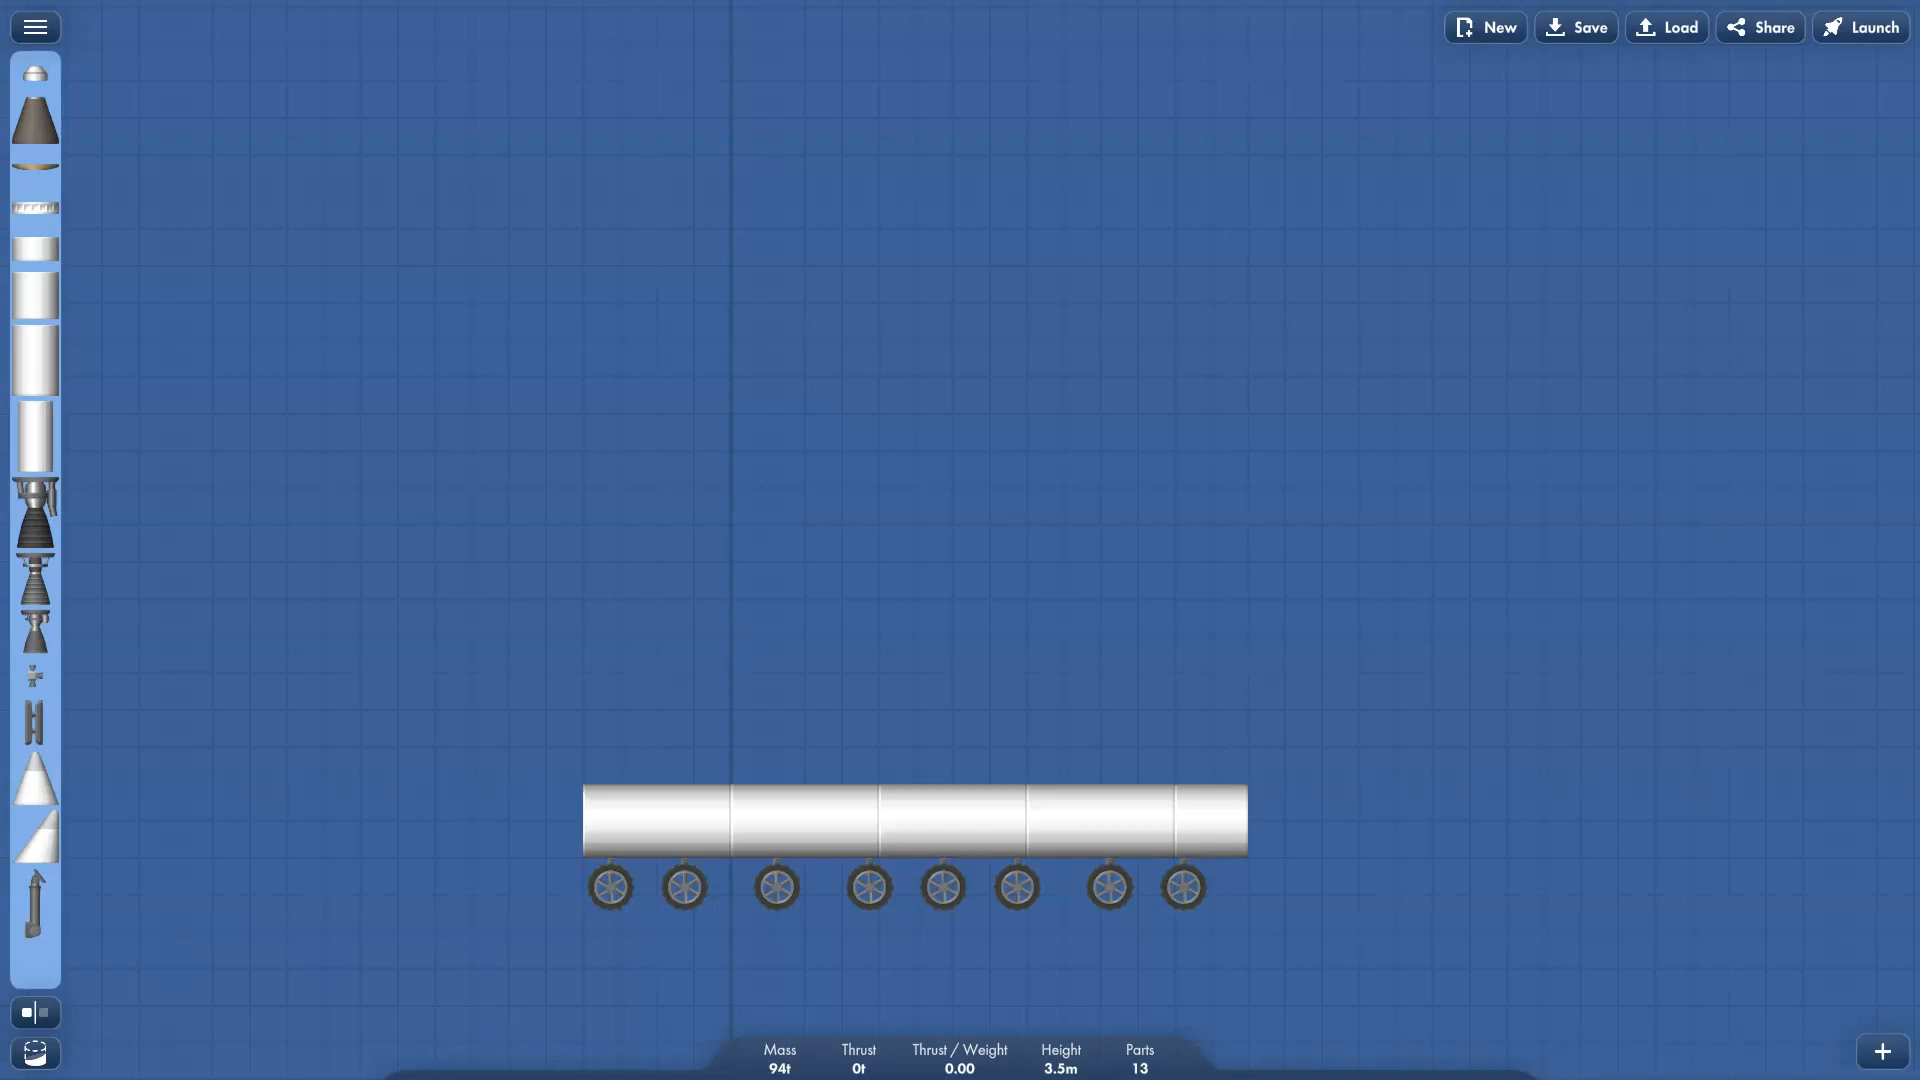 New Save Load Share Launch
Mass Thrust Thrust / Weight Height Parts
94t 0t 0.00 3.5m 13